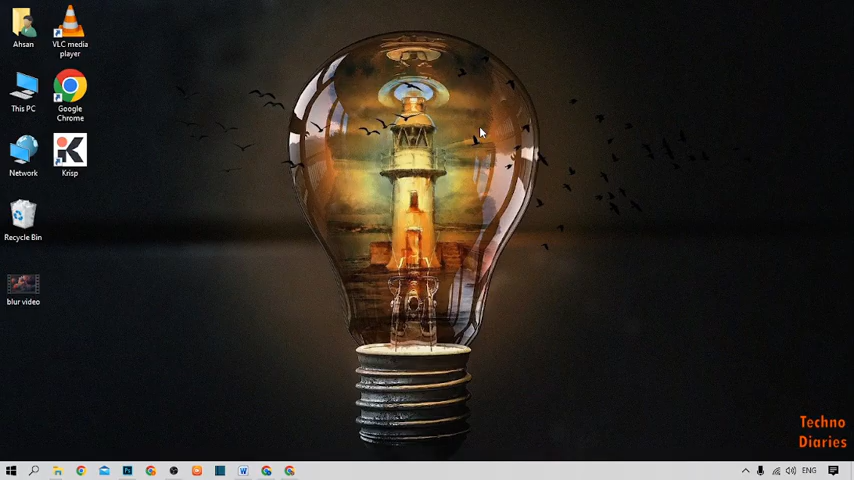 Ahsan
VLC media
player
This PC
Google
Chrome
Network
Krisp
Recycle Bin
blur video
Techno
Diaries
ENG